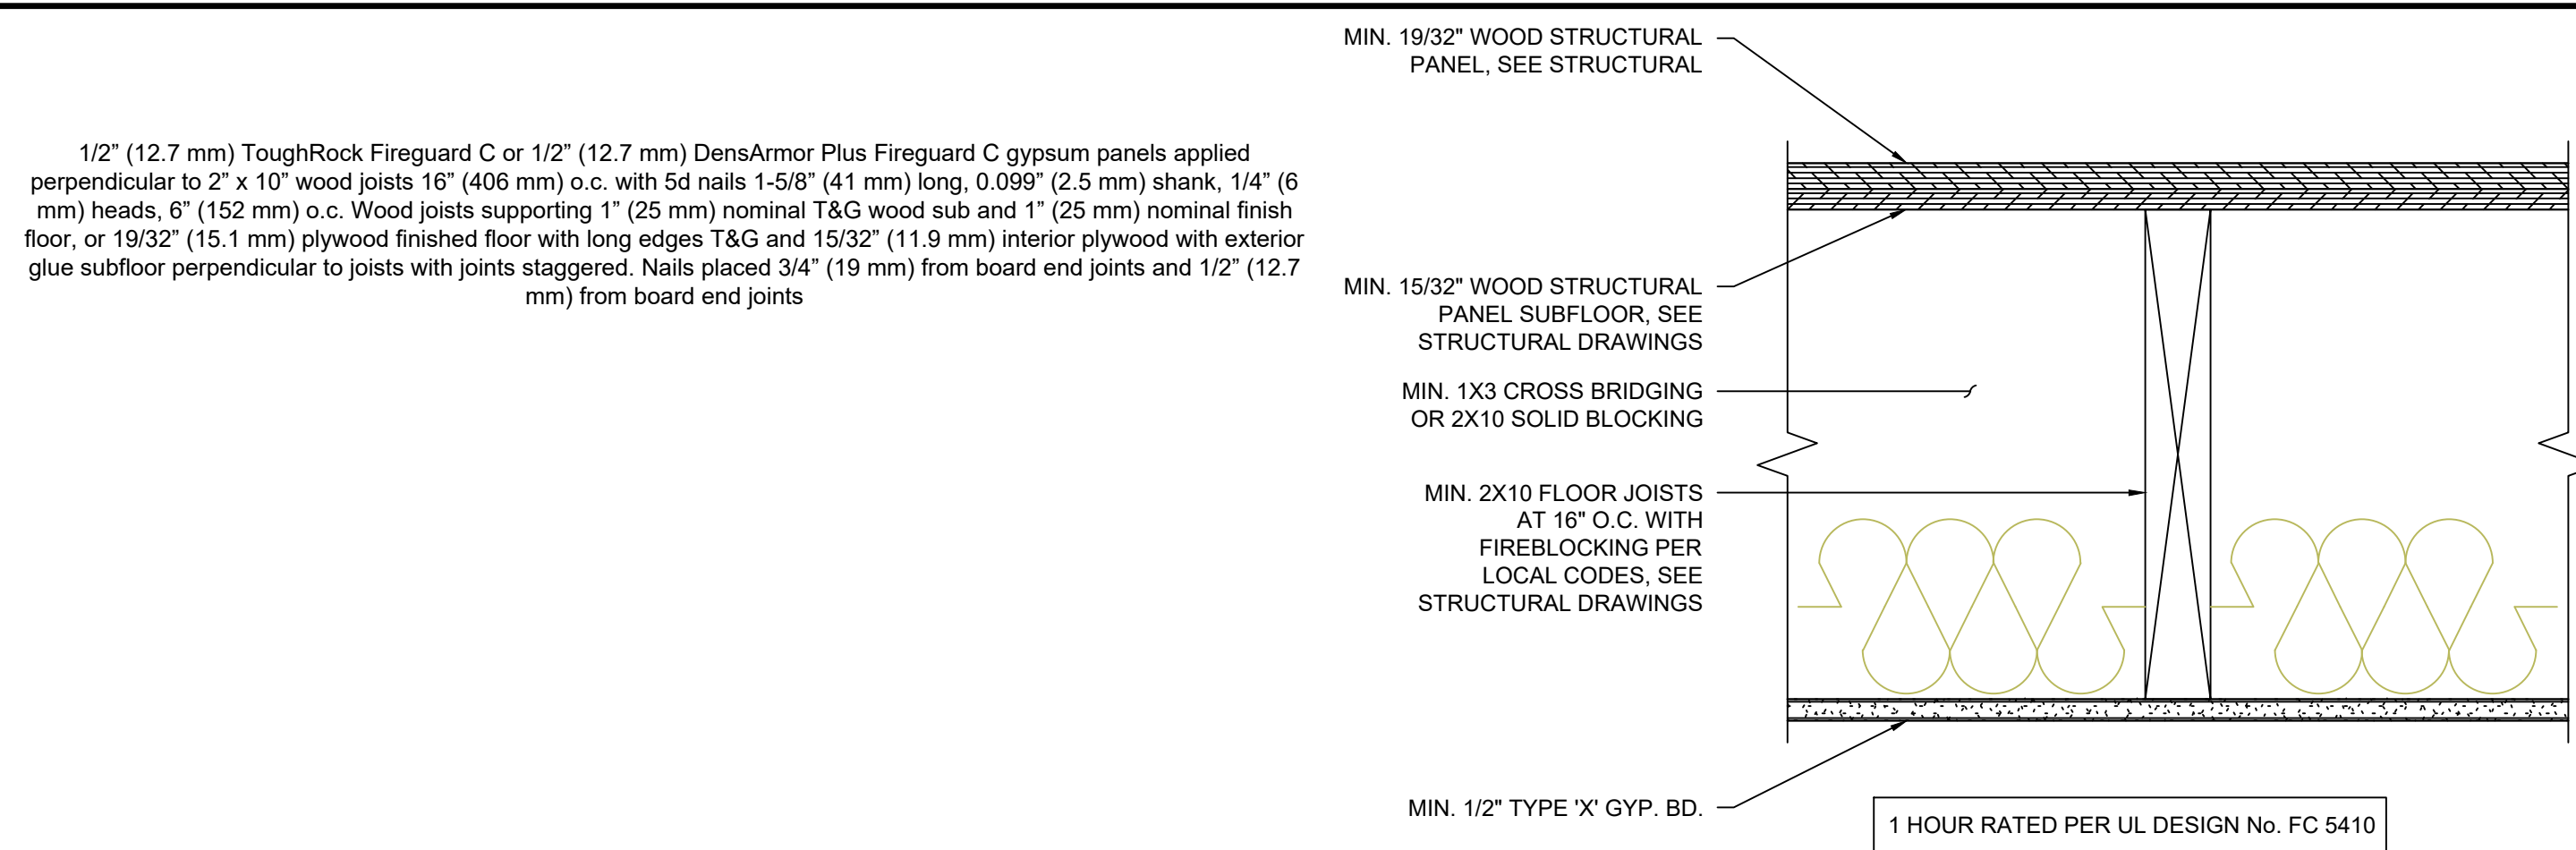 1/2” (12.7 mm) ToughRock Fireguard C or 1/2” (12.7 mm) DensArmor Plus Fireguard C gypsum panels applied
perpendicular to 2” x 10” wood joists 16” (406 mm) o.c. with 5d nails 1-5/8” (41 mm) long, 0.099” (2.5 mm) shank, 1/4” (6
mm) heads, 6” (152 mm) o.c. Wood joists supporting 1” (25 mm) nominal T&G wood sub and 1” (25 mm) nominal finish
floor, or 19/32” (15.1 mm) plywood finished floor with long edges T&G and 15/32” (11.9 mm) interior plywood with exterior
glue subfloor perpendicular to joists with joints staggered. Nails placed 3/4” (19 mm) from board end joints and 1/2” (12.7
mm) from board end joints
MIN. 19/32" WOOD STRUCTURAL
PANEL, SEE STRUCTURAL
MIN. 15/32" WOOD STRUCTURAL
PANEL SUBFLOOR, SEE
STRUCTURAL DRAWINGS
MIN. 1X3 CROSS BRIDGING
OR 2X10 SOLID BLOCKING
MIN. 2X10 FLOOR JOISTS
AT 16" O.C. WITH
FIREBLOCKING PER
LOCAL CODES, SEE
STRUCTURAL DRAWINGS
MIN. 1/2" TYPE 'X' GYP. BD.
1 HOUR RATED PER UL DESIGN No. FC 5410